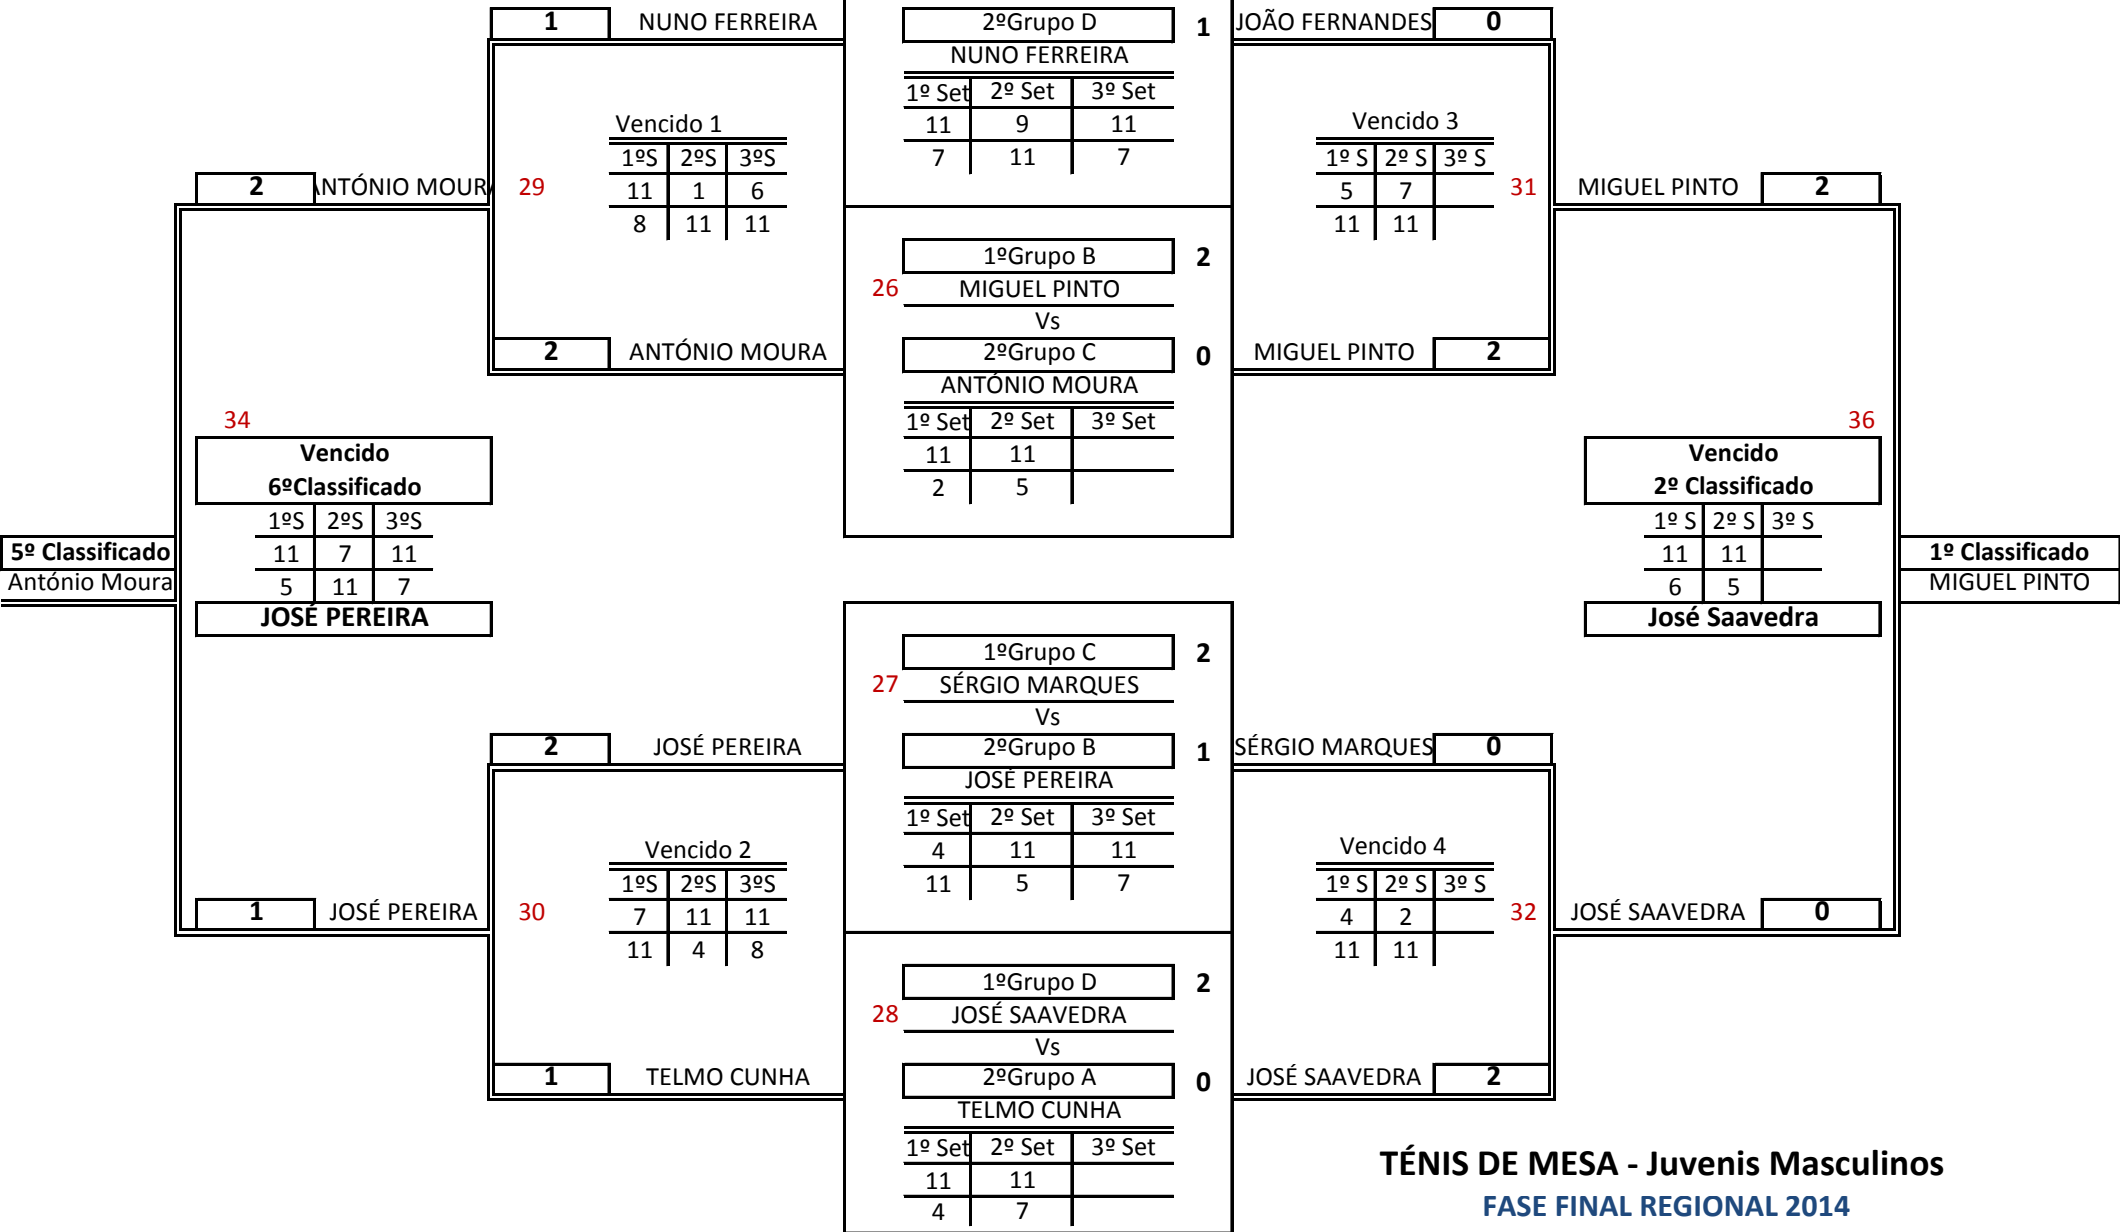 1 NUNO FERREIRA 2ºGrupo D 1 JOÃO FERNANDES 0
NUNO FERREIRA
1º Set 2º Set 3º Set
Vencido 1 11 9 11 Vencido 3
1ºS 2ºS 3ºS 7 11 7 1º S 2º S 3º S
2 ANTÓNIO MOURA 29 11 1 6 5 7 31 MIGUEL PINTO 2
8 11 11 11 11
1ºGrupo B 2
26 MIGUEL PINTO
Vs
2 ANTÓNIO MOURA 2ºGrupo C 0 MIGUEL PINTO 2
ANTÓNIO MOURA
34 1º Set 2º Set 3º Set 36
Vencido 11 11 Vencido
6ºClassificado 2 5 2º Classificado
1ºS 2ºS 3ºS 1º S 2º S 3º S
5º Classificado 11 7 11 11 11 1º Classificado
António Moura 5 11 7 6 5 MIGUEL PINTO
JOSÉ PEREIRA José Saavedra
1ºGrupo C 2
27 SÉRGIO MARQUES
Vs
2 JOSÉ PEREIRA 2ºGrupo B 1 SÉRGIO MARQUES 0
JOSÉ PEREIRA
1º Set 2º Set 3º Set
Vencido 2 4 11 11 Vencido 4
1ºS 2ºS 3ºS 11 5 7 1º S 2º S 3º S
1 JOSÉ PEREIRA 30 7 11 11 4 2 32 JOSÉ SAAVEDRA 0
11 4 8 11 11
1ºGrupo D 2
28 JOSÉ SAAVEDRA
Vs
1 TELMO CUNHA 2ºGrupo A 0 JOSÉ SAAVEDRA 2
TELMO CUNHA
1º Set 2º Set 3º Set
11 11
4 7
TÉNIS DE MESA - Juvenis Masculinos
FASE FINAL REGIONAL 2014